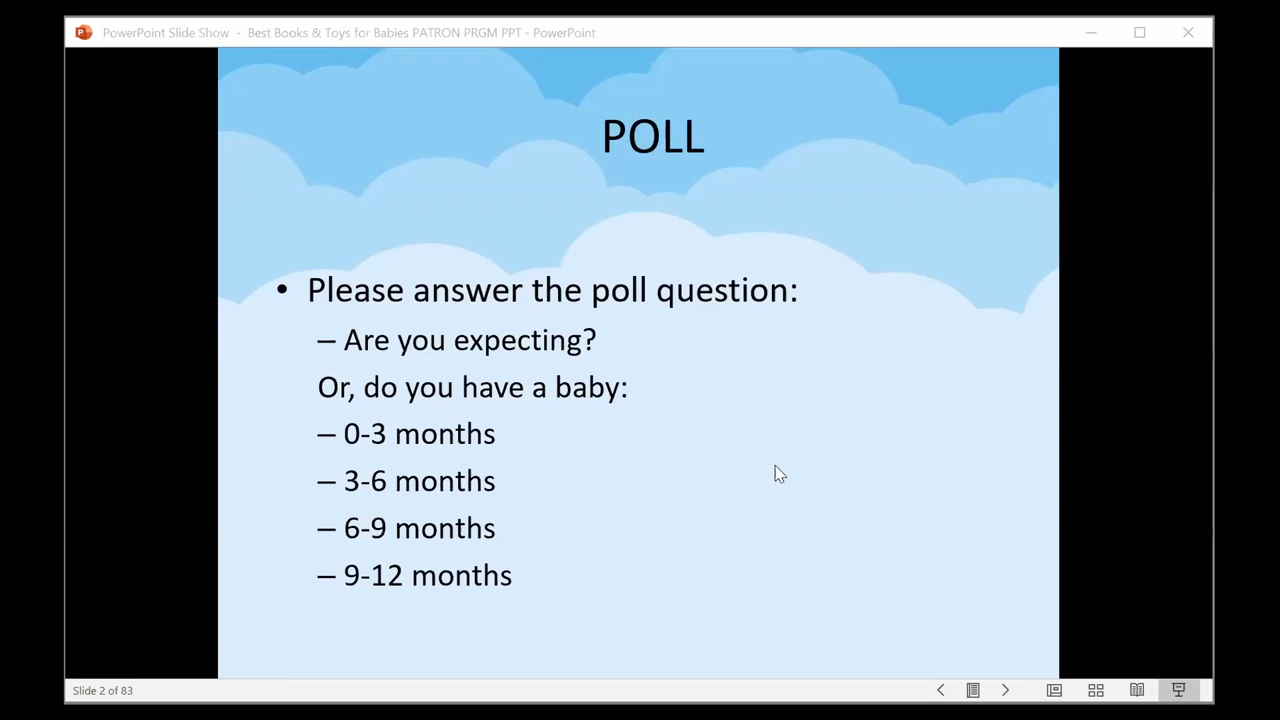 PowerPoint Slide Show - Best Books & Toys for Babies PATRON PRGM PPT - PowerPoint
POLL
• Please answer the poll question:
– Are you expecting?
Or, do you have a baby:
– 0-3 months
– 3-6 months
– 6-9 months
– 9-12 months
Slide 2 of 83